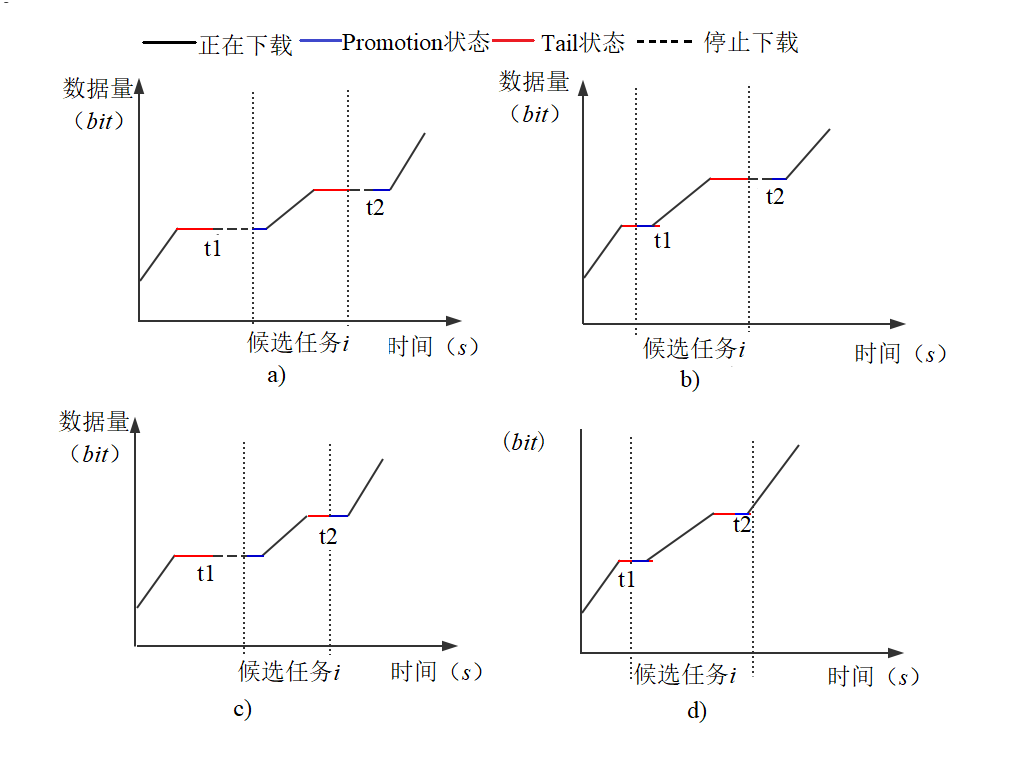 正在下载 Promotion状态 Tail状态 停止下载
数据量
（bit）
t1
t2
候选任务i
时间（s）
a)
数据量
（bit）
t1
t2
候选任务i
时间（s）
b)
数据量
（bit）
t1
t2
候选任务i
时间（s）
c)
(bit)
t1
t2
候选任务i
时间（s）
d)